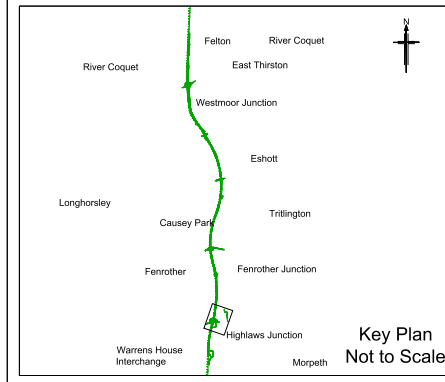 N
Felton
River Coquet
River Coquet
East Thirston
Westmoor Junction
Eshott
Longhorsley
Tritlington
Causey Park
Fenrother
Fenrother Junction
Highlaws Junction
Key Plan
Not to Scale
Warrens House
Interchange
Morpeth